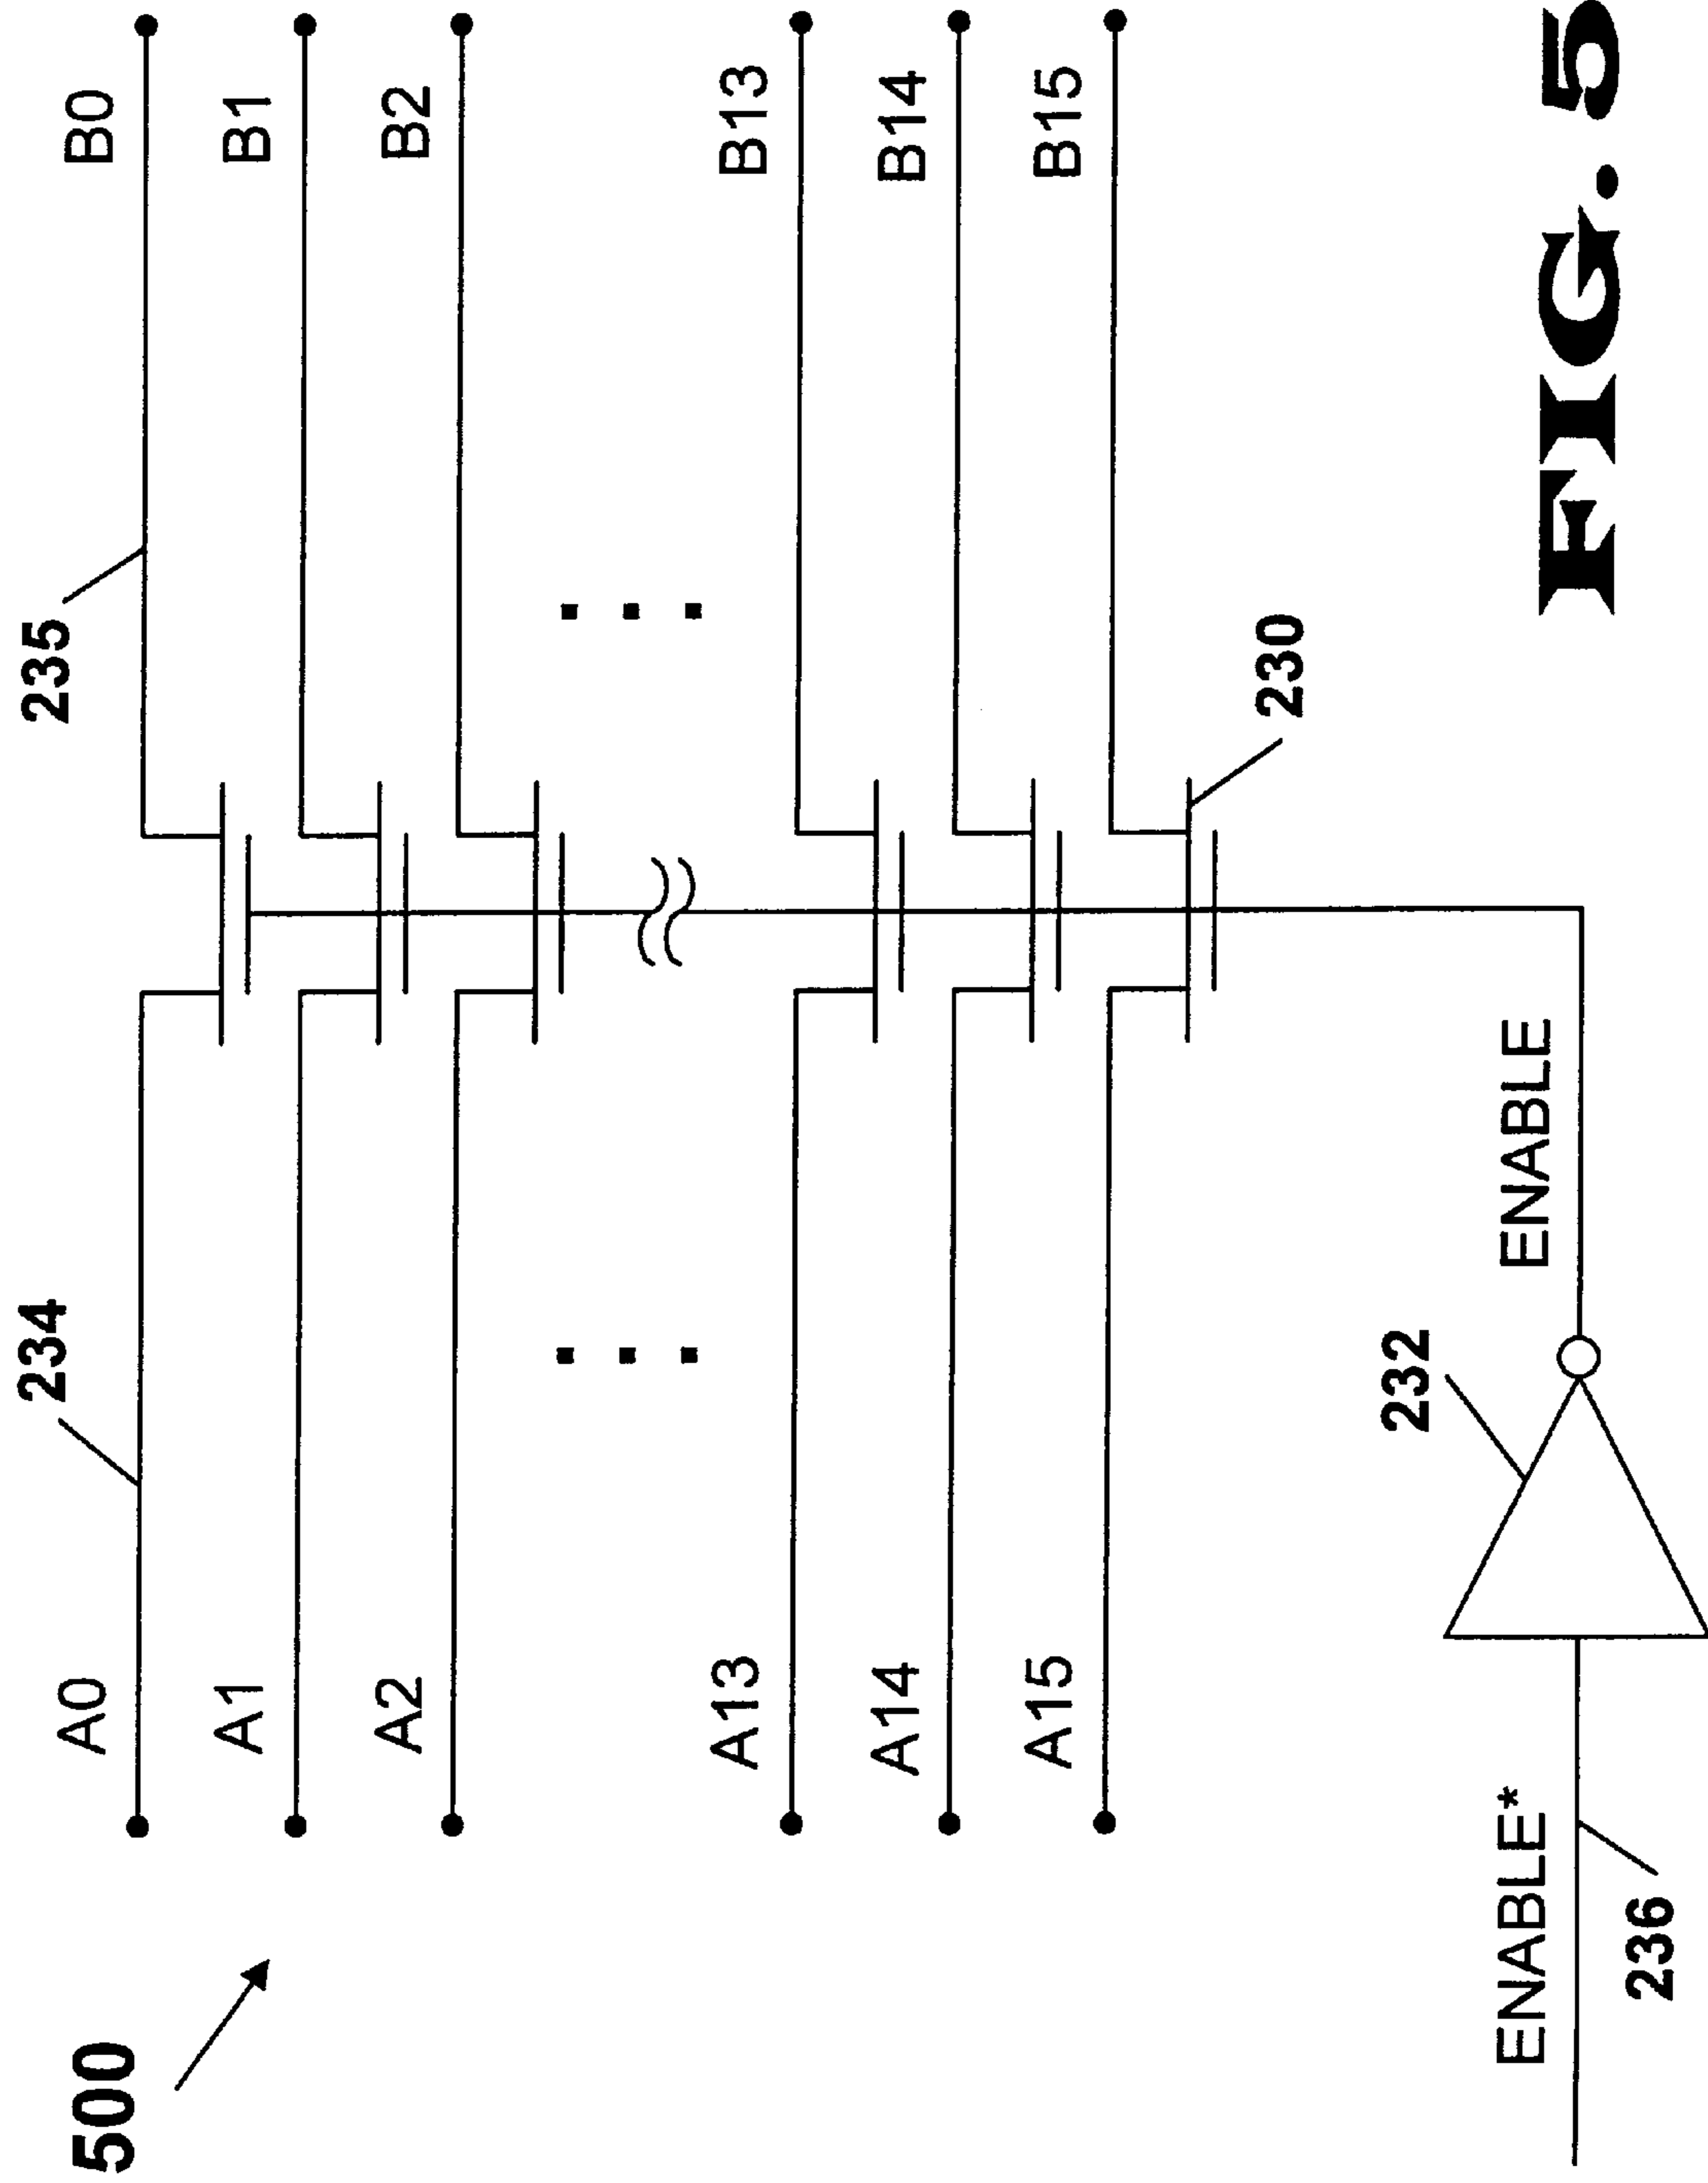 500
234
235
A0
B0
A1
B1
A2
B2
A13
B13
A14
B14
A15
B15
230
232
ENABLE*
ENABLE
236
FIG. 5